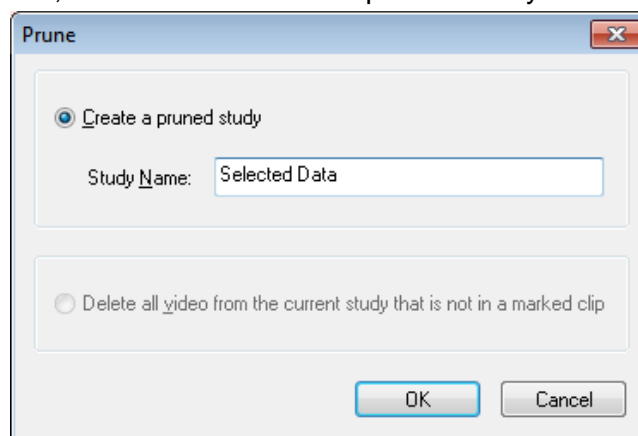 Prune
Create a pruned study
Study Name: Selected Data
Delete all video from the current study that is not in a marked clip
OK Cancel